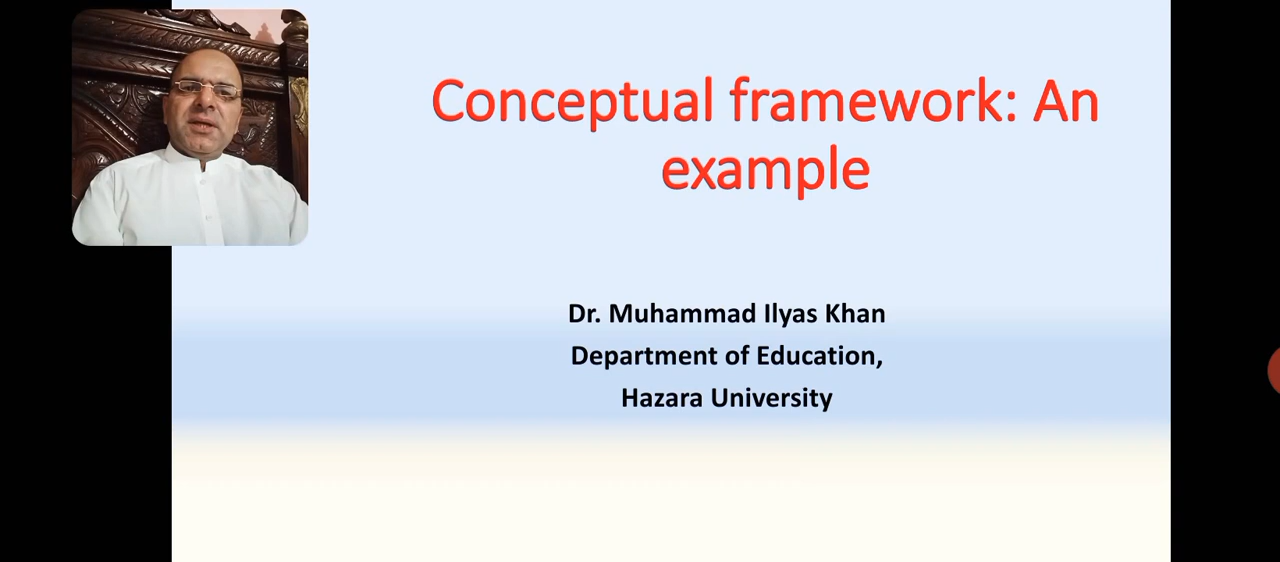 Conceptual framework: An
example
Dr. Muhammad Ilyas Khan
Department of Education,
Hazara University